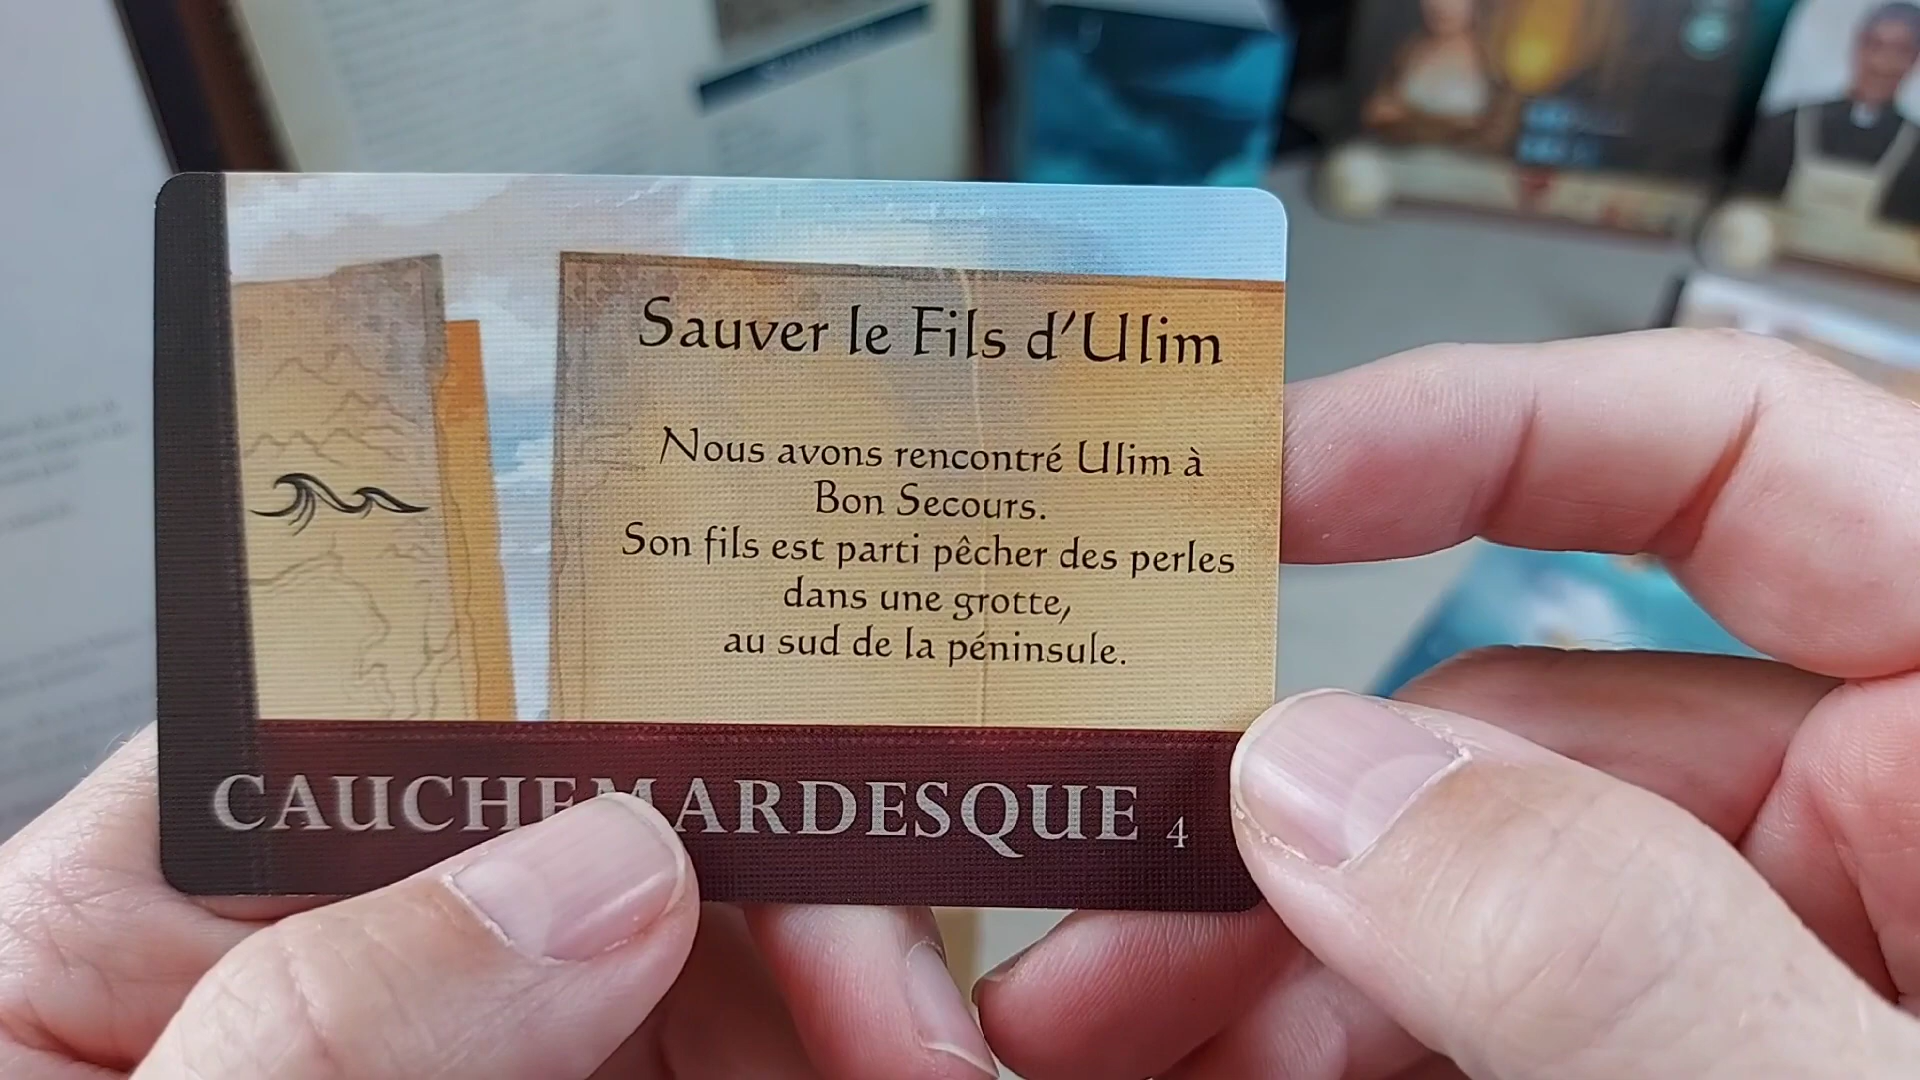 Sauver le Fils d'Ulim
Nous avons rencontré Ulim à
Bon Secours.
Son fils est parti pêcher des perles
dans une grotte,
au sud de la péninsule.
CAUCHEMARDESQUE 4